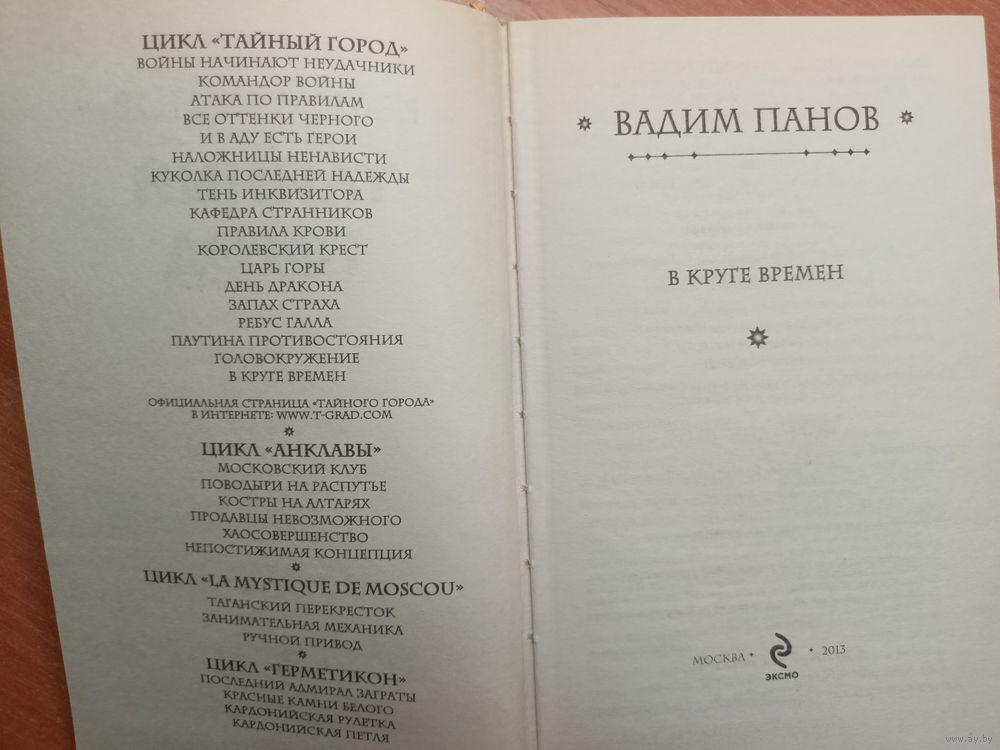 ЦИКЛ «ТАЙНЫЙ ГОРОД»
ВОЙНЫ НАЧИНАЮТ НЕУДАЧНИКИ
КОМАНДОР ВОЙНЫ
АТАКА ПО ПРАВИЛАМ
ВСЕ ОТТЕНКИ ЧЕРНОГО
И В АДУ ЕСТЬ ГЕРОИ
НАЛОЖНИЦЫ НЕНАВИСТИ
КУКОЛКА ПОСЛЕДНЕЙ НАДЕЖДЫ
ТЕНЬ ИНКВИЗИТОРА
КАФЕДРА СТРАННИКОВ
ПРАВИЛА КРОВИ
КОРОЛЕВСКИЙ КРЕСТ
ЦАРЬ ГОРЫ
ДЕНЬ ДРАКОНА
ЗАПАХ СТРАХА
РЕБУС ГАЛЛА
ПАУТИНА ПРОТИВОСТОЯНИЯ
ГОЛОВОКРУЖЕНИЕ
В КРУГЕ ВРЕМЕН
ОФИЦИАЛЬНАЯ СТРАНИЦА «ТАЙНОГО ГОРОДА»
В ИНТЕРНЕТЕ: WWW.T-GRAD.COM
ЦИКЛ «АНКЛАВЫ»
МОСКОВСКИЙ КЛУБ
ПОВОДЫРИ НА РАСПУТЬЕ
КОСТРЫ НА АЛТАРЯХ
ПРОДАВЦЫ НЕВОЗМОЖНОГО
ХАОСОВЕРШЕНСТВО
НЕПОСТИЖИМАЯ КОНЦЕПЦИЯ
ЦИКЛ «LA MYSTIQUE DE MOSCOU»
ТАГАНСКИЙ ПЕРЕКРЕСТОК
ЗАНИМАТЕЛЬНАЯ МЕХАНИКА
РУЧНОЙ ПРИВОД
ЦИКЛ «ГЕРМЕТИКОН»
ПОСЛЕДНИЙ АДМИРАЛ ЗАГРАТЫ
КРАСНЫЕ КАМНИ БЕЛОГО
КАРДОНИЙСКАЯ РУЛЕТКА
КАРДОНИЙСКАЯ ПЕТЛЯ
ВАДИМ ПАНОВ
В КРУГЕ ВРЕМЕН
МОСКВА
ЭКСМО
2013
www.ay.by